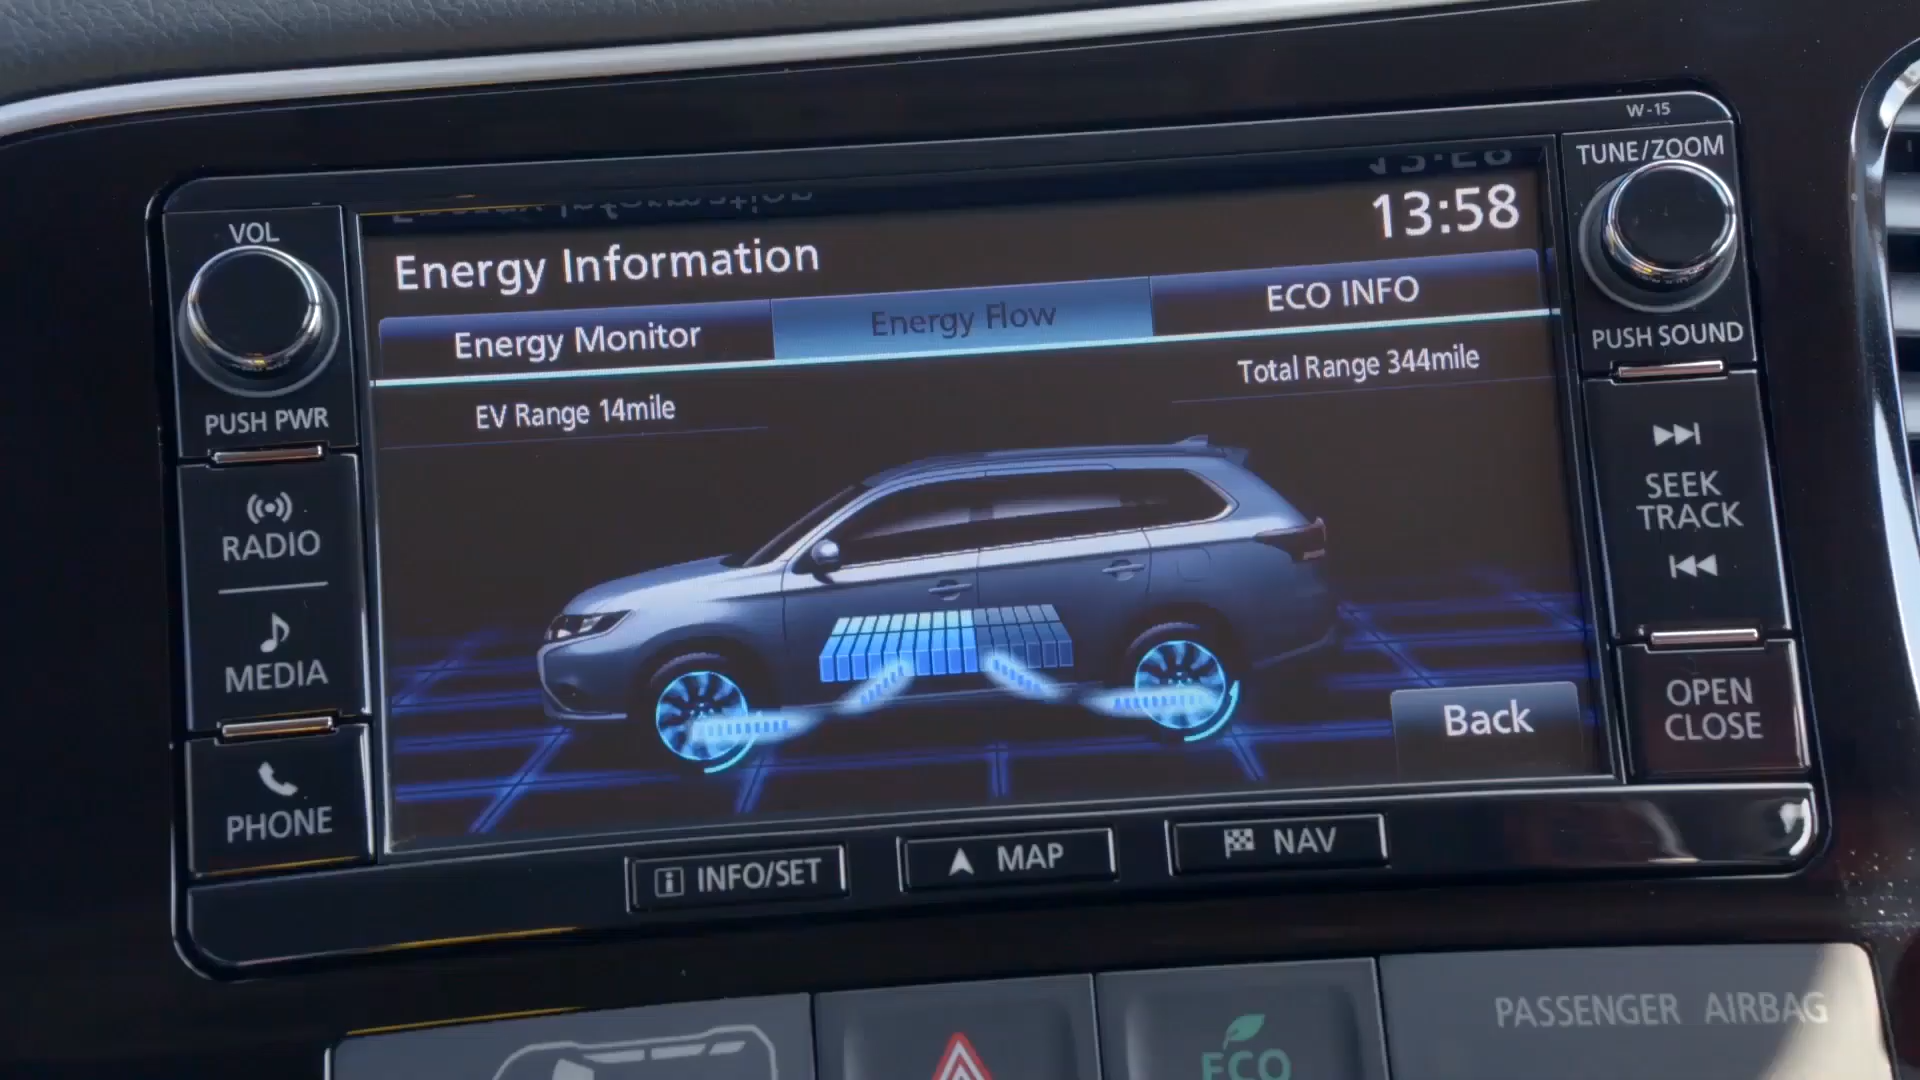 W-15
TUNE/ZOOM
VOL
13:58
Energy Information
Energy Monitor
Energy Flow
ECO INFO
PUSH SOUND
PUSH PWR
EV Range 14mile
Total Range 344mile
RADIO
SEEK
TRACK
MEDIA
OPEN
CLOSE
Back
PHONE
INFO/SET
MAP
NAV
PASSENGER AIRBAG
ECO